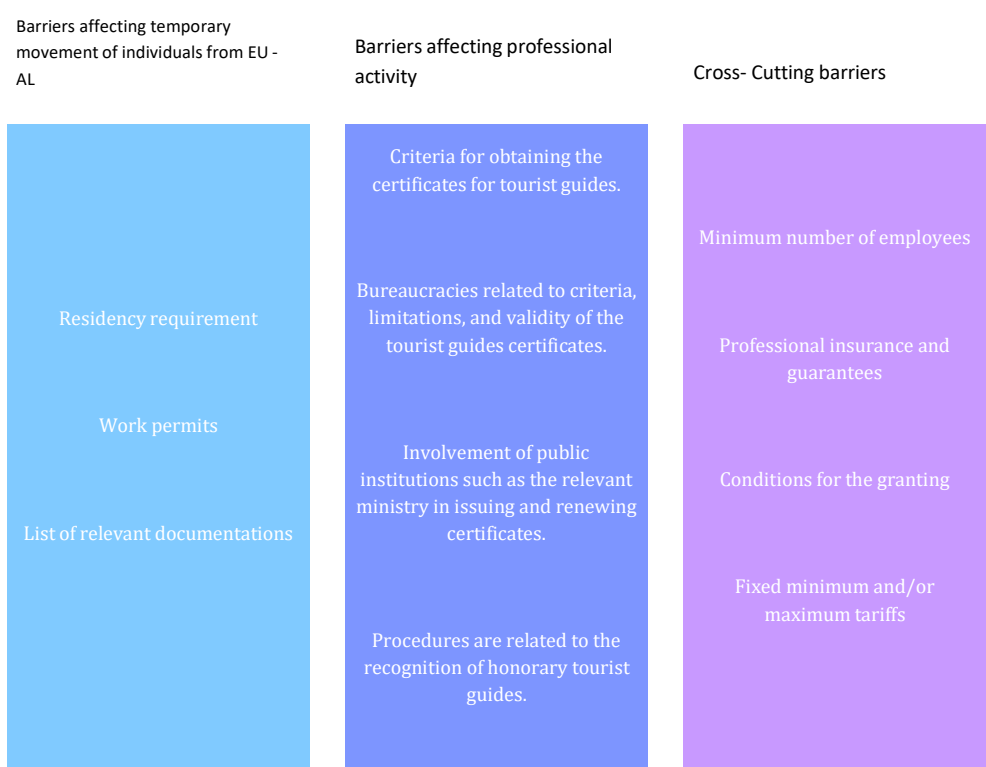 Barriers affecting temporary
movement of individuals from EU -
AL
Residency requirement
Work permits
List of relevant documentations
Barriers affecting professional
activity
Criteria for obtaining the
certificates for tourist guides.
Bureaucracies related to criteria,
limitations, and validity of the
tourist guides certificates.
Involvement of public
institutions such as the relevant
ministry in issuing and renewing
certificates.
Procedures are related to the
recognition of honorary tourist
guides.
Cross- Cutting barriers
Minimum number of employees
Professional insurance and
guarantees
Conditions for the granting
Fixed minimum and/or
maximum tariffs